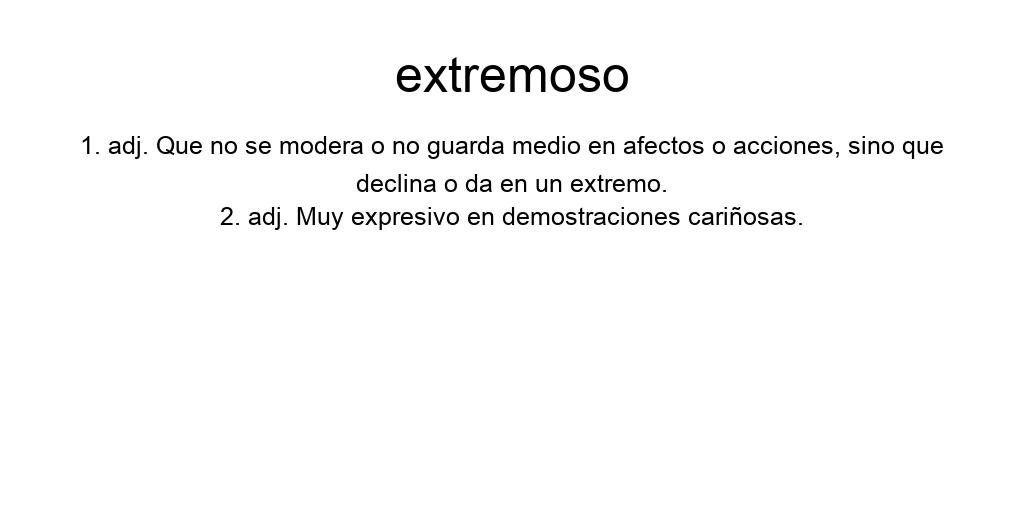 extremoso
1. adj. Que no se modera o no guarda medio en afectos o acciones, sino que
declina o da en un extremo.
2. adj. Muy expresivo en demostraciones cariñosas.